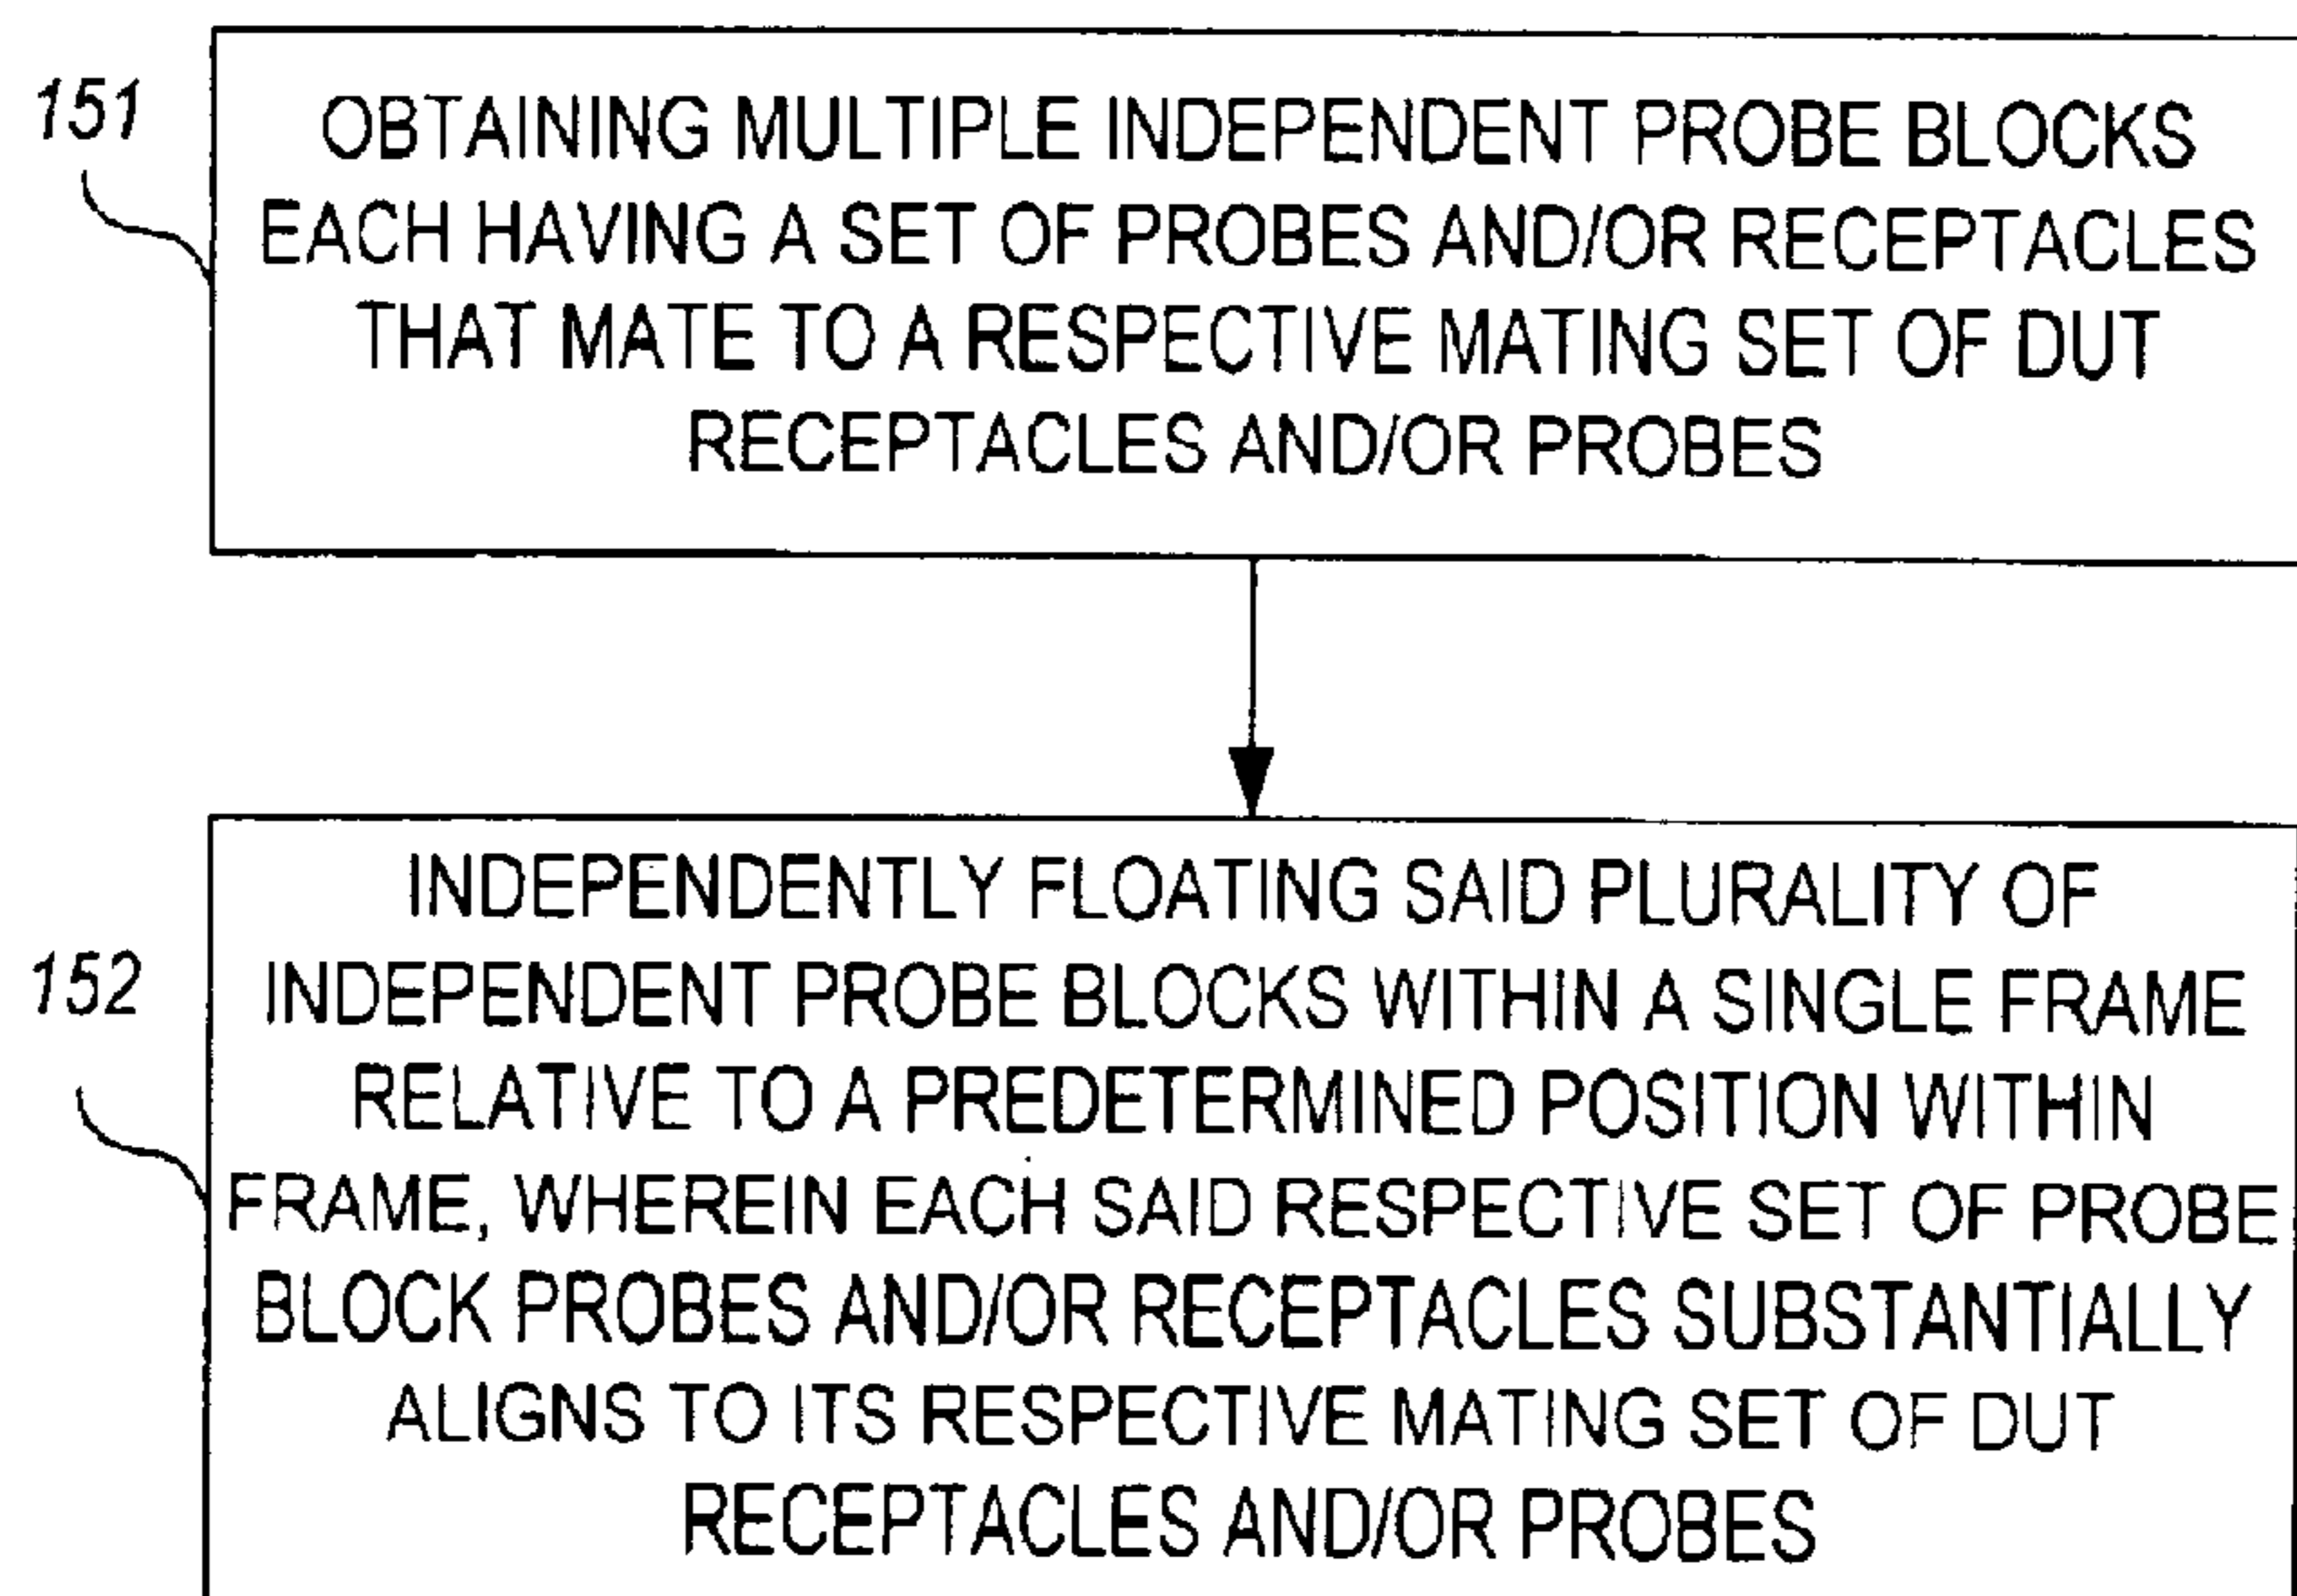 151
OBTAINING MULTIPLE INDEPENDENT PROBE BLOCKS
EACH HAVING A SET OF PROBES AND/OR RECEPTACLES
THAT MATE TO A RESPECTIVE MATING SET OF DUT
RECEPTACLES AND/OR PROBES
152
INDEPENDENTLY FLOATING SAID PLURALITY OF
INDEPENDENT PROBE BLOCKS WITHIN A SINGLE FRAME
RELATIVE TO A PREDETERMINED POSITION WITHIN
FRAME, WHEREIN EACH SAID RESPECTIVE SET OF PROBE
BLOCK PROBES AND/OR RECEPTACLES SUBSTANTIALLY
ALIGNS TO ITS RESPECTIVE MATING SET OF DUT
RECEPTACLES AND/OR PROBES